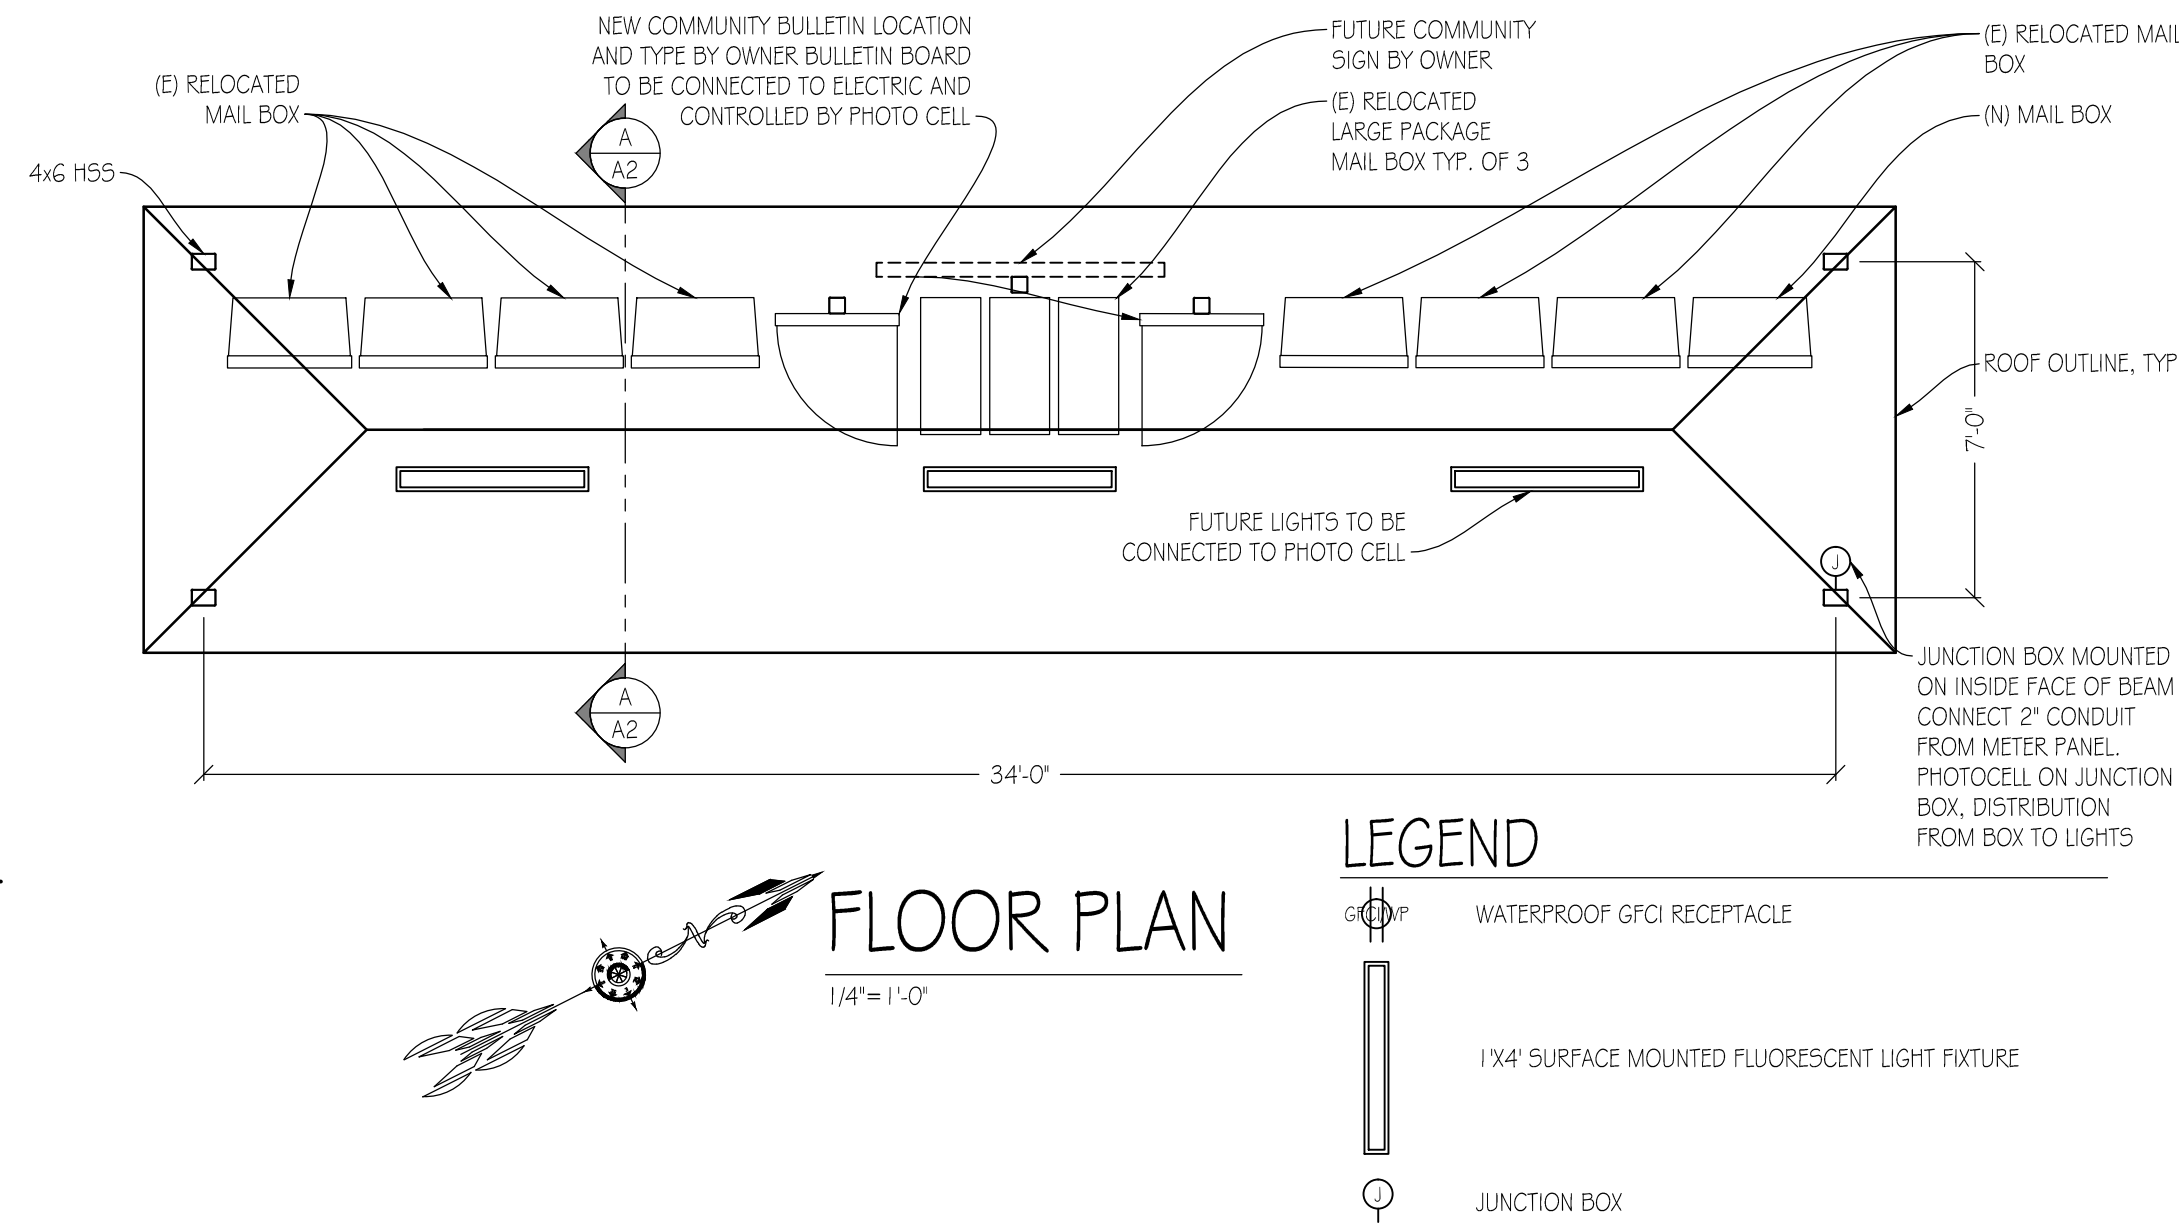 NEW COMMUNITY BULLETIN LOCATION
AND TYPE BY OWNER BULLETIN BOARD
TO BE CONNECTED TO ELECTRIC AND
CONTROLLED BY PHOTO CELL
FUTURE COMMUNITY
SIGN BY OWNER
(E) RELOCATED MAIL
BOX
(E) RELOCATED
MAIL BOX
(E) RELOCATED
LARGE PACKAGE
MAIL BOX TYP. OF 3
(N) MAIL BOX
4x6 HSS
A
A2
ROOF OUTLINE, TYP
7'-0"
FUTURE LIGHTS TO BE
CONNECTED TO PHOTO CELL
J
A
A2
JUNCTION BOX MOUNTED
ON INSIDE FACE OF BEAM
CONNECT 2" CONDUIT
FROM METER PANEL.
PHOTOCELL ON JUNCTION
BOX, DISTRIBUTION
FROM BOX TO LIGHTS
34'-0"
N
FLOOR PLAN
1/4"=1'-0"
LEGEND
GFCI/WP
WATERPROOF GFCI RECEPTACLE
1'X4' SURFACE MOUNTED FLUORESCENT LIGHT FIXTURE
J
JUNCTION BOX